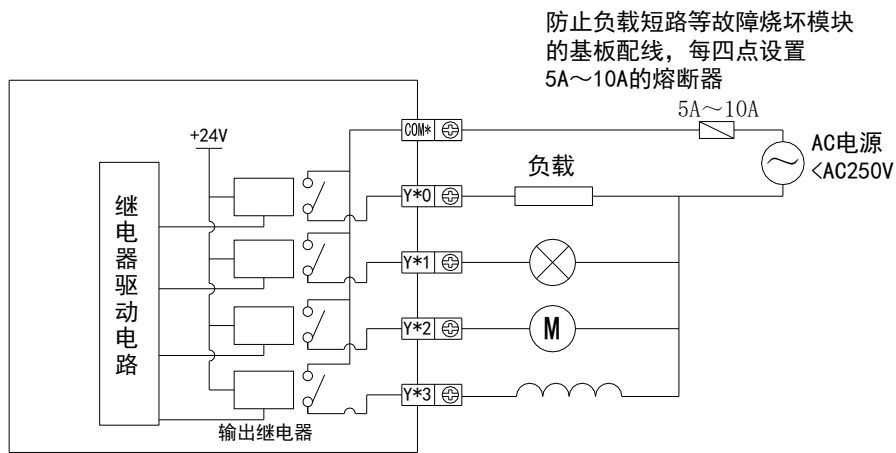 防止负载短路等故障烧坏模块
的基板配线，每四点设置
5A～10A的熔断器
5A～10A
COM*
AC电源
<AC250V
+24V
负载
Y*0
继电器驱动电路
Y*1
Y*2
M
Y*3
输出继电器